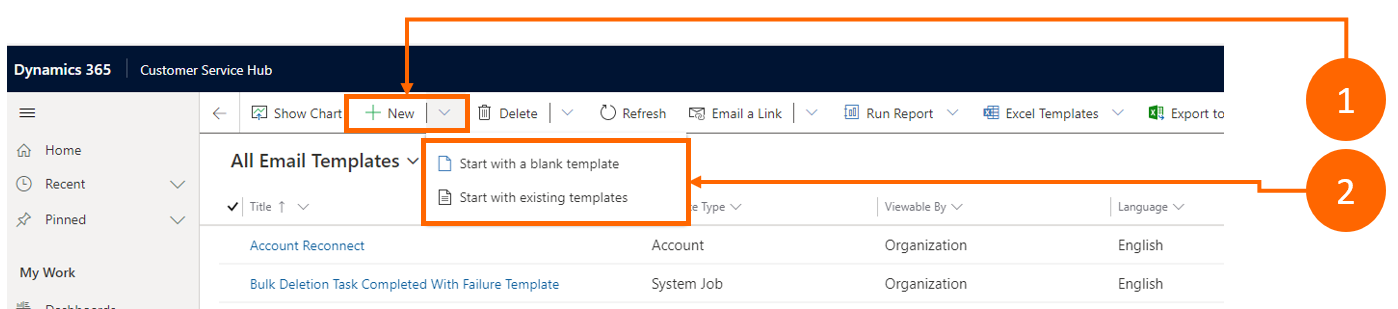 Dynamics 365 Customer Service Hub
Show Chart New Delete Refresh Email a Link Run Report Excel Templates Export to
1
Home
Recent
Pinned
My Work
All Email Templates
Start with a blank template
Start with existing templates
2
Title ↑ e Type Viewable By Language
Account Reconnect Account Organization English
Bulk Deletion Task Completed With Failure Template System Job Organization English